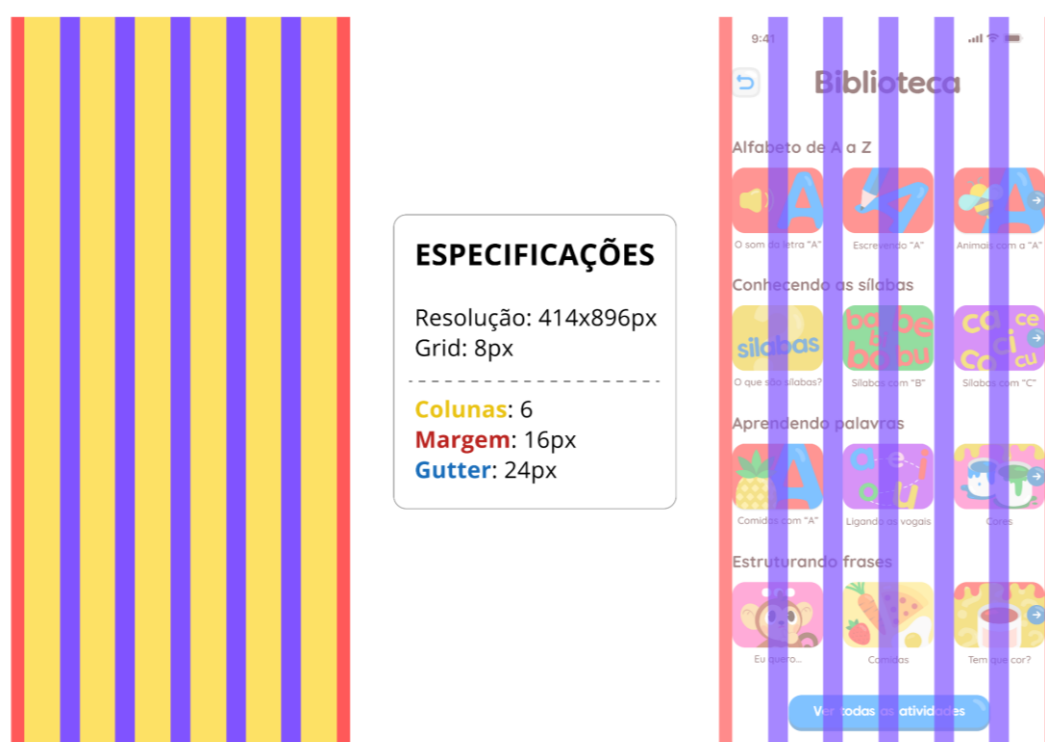 ESPECIFICAÇÕES
Resolução: 414x896px
Grid: 8px
Colunas: 6
Margem: 16px
Gutter: 24px
9:41
Biblioteca
Alfabeto de A a Z
A
A
A
O som da letra "A"
Escrevendo "A"
Animais com a "A"
Conhecendo as sílabas
sílabas
ba be
bi
bo bu
ca ce
ci
co cu
O que são sílabas?
Sílabas com "B"
Sílabas com "C"
Aprendendo palavras
A
a e i
o u
Comidas com "A"
Ligando as vogais
Cores
Estruturando frases
Eu quero...
Comidas
Tem que cor?
Ver todas as atividades